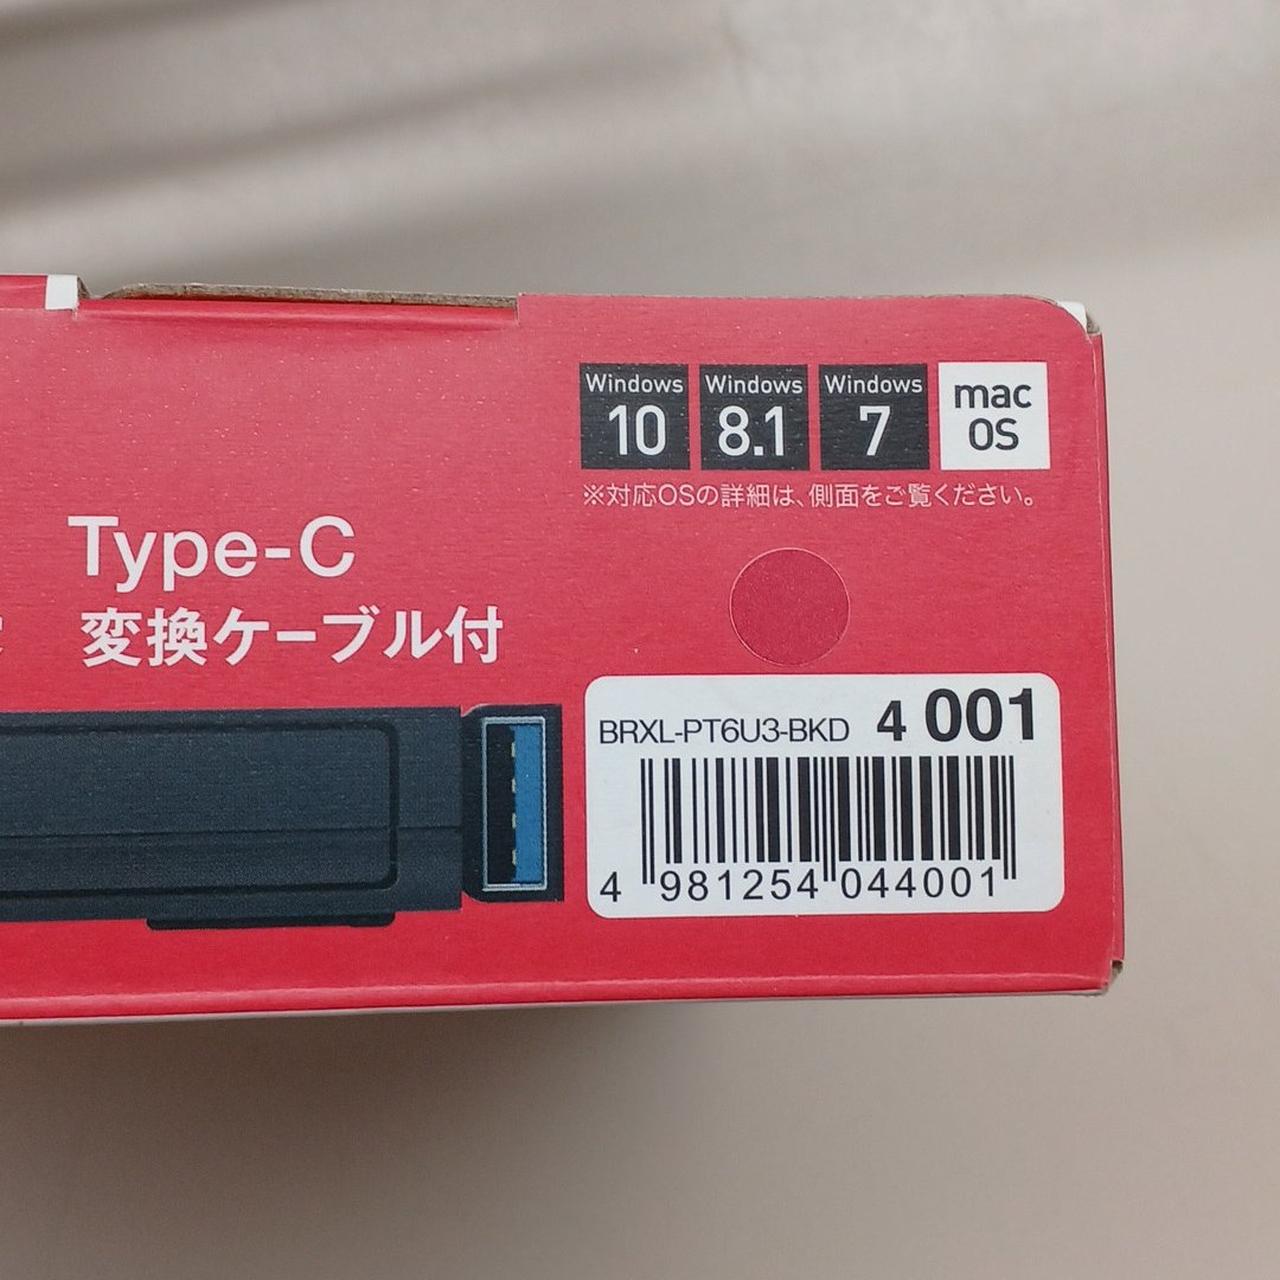 Windows 10
Windows 8.1
Windows 7
mac OS
※対応OSの詳細は、側面をご覧ください。
Type-C
変換ケーブル付
BRXL-PT6U3-BKD 4 001
4 981254 044001